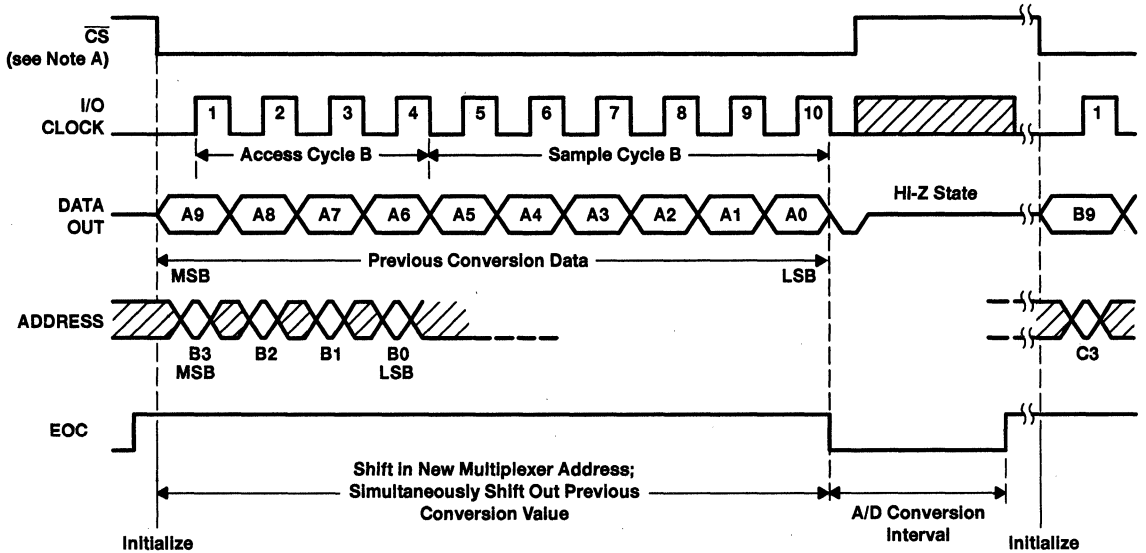 CS
(see Note A)
I/O
CLOCK
1 2 3 4 5 6 7 8 9 10 1
Access Cycle B
Sample Cycle B
DATA
OUT
A9 A8 A7 A6 A5 A4 A3 A2 A1 A0
Hi-Z State
B9
Previous Conversion Data
MSB
LSB
ADDRESS
B3 B2 B1 B0
MSB LSB
C3
EOC
Shift in New Multiplexer Address;
Simultaneously Shift Out Previous
Conversion Value
A/D Conversion
Interval
Initialize
Initialize